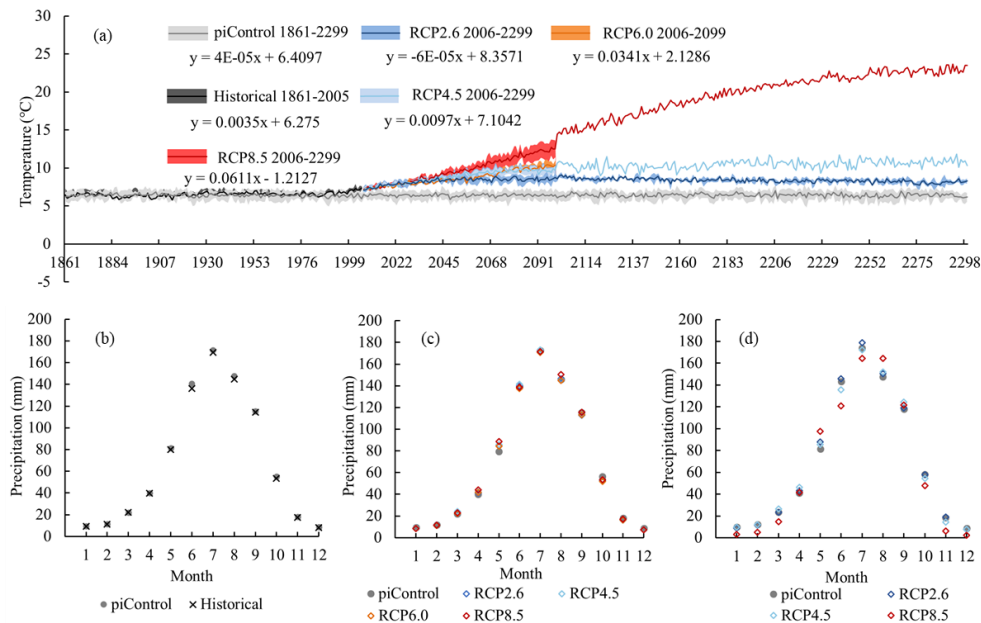 (a)
Temperature (℃)
30
25
20
15
10
5
0
-5
piControl 1861-2299
y = 4E-05x + 6.4097
RCP2.6 2006-2299
y = -6E-05x + 8.3571
RCP6.0 2006-2099
y = 0.0341x + 2.1286
Historical 1861-2005
y = 0.0035x + 6.275
RCP4.5 2006-2299
y = 0.0097x + 7.1042
RCP8.5 2006-2299
y = 0.0611x - 1.2127
1861 1884 1907 1930 1953 1976 1999 2022 2045 2068 2091 2114 2137 2160 2183 2206 2229 2252 2275 2298
(b)
Precipitation (mm)
200
180
160
140
120
100
80
60
40
20
0
1 2 3 4 5 6 7 8 9 10 11 12
Month
piControl Historical
(c)
Precipitation (mm)
200
180
160
140
120
100
80
60
40
20
0
1 2 3 4 5 6 7 8 9 10 11 12
Month
piControl RCP2.6 RCP4.5
RCP6.0 RCP8.5
(d)
Precipitation (mm)
200
180
160
140
120
100
80
60
40
20
0
1 2 3 4 5 6 7 8 9 10 11 12
Month
piControl RCP2.6
RCP4.5 RCP8.5